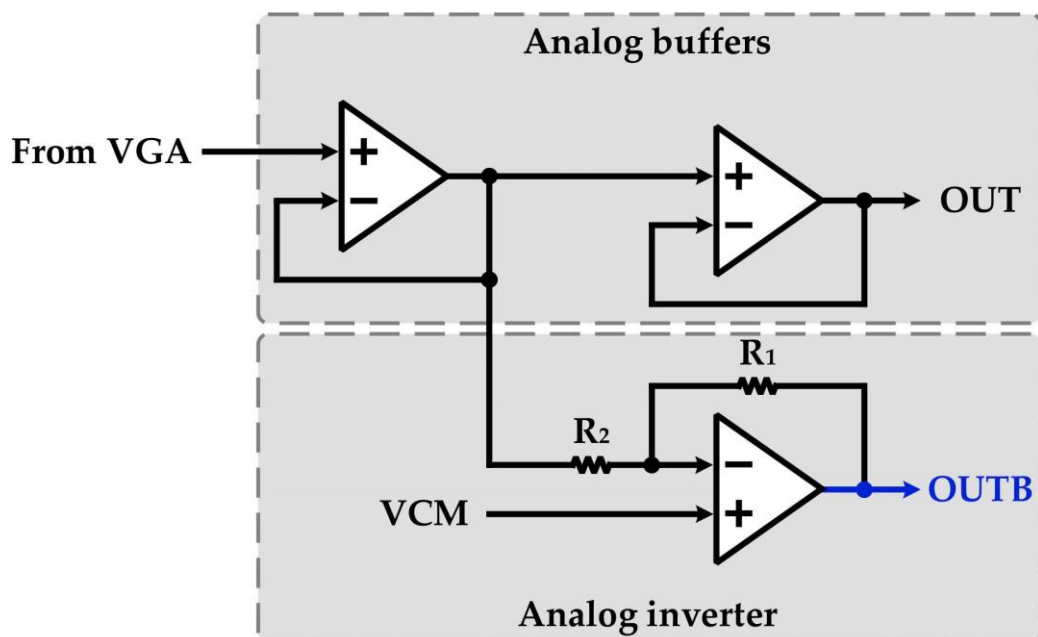 Analog buffers
From VGA
+
−
+
−
OUT
R₁
R₂
−
+
VCM
OUTB
Analog inverter